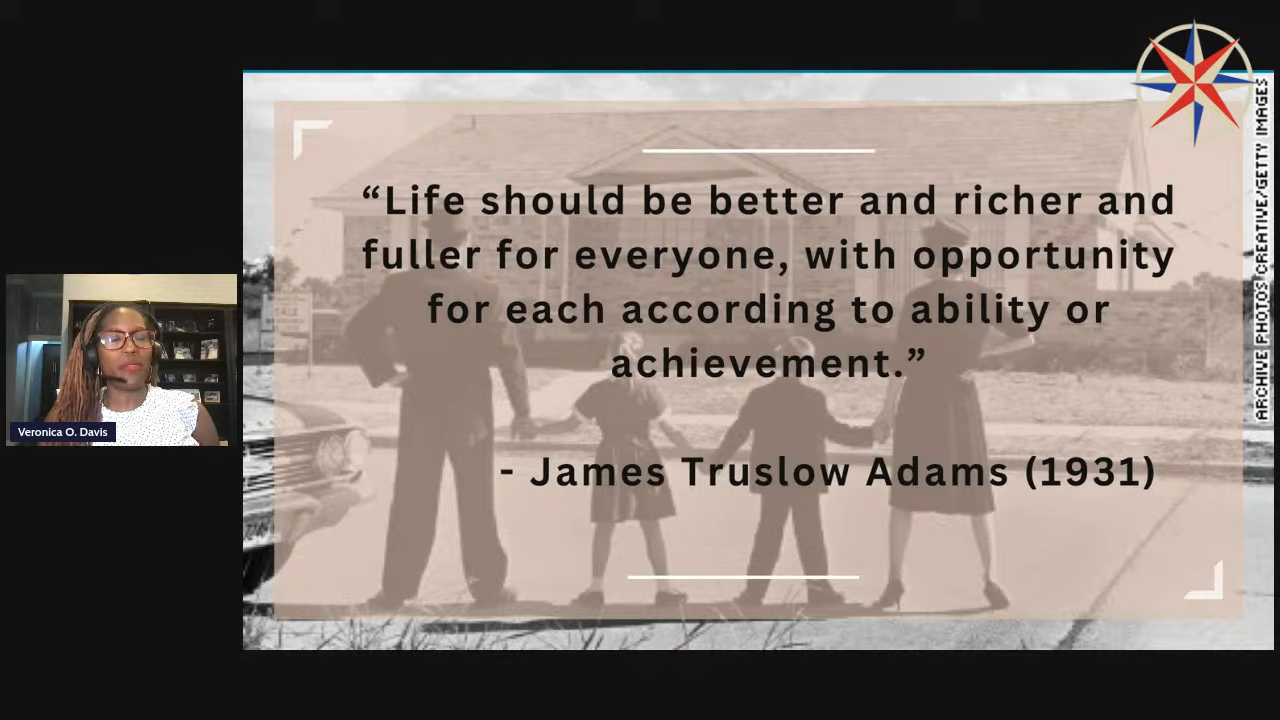 “Life should be better and richer and
fuller for everyone, with opportunity
for each according to ability or
achievement.”
- James Truslow Adams (1931)
ARCHIVE PHOTOS CREATIVE/GETTY IMAGES
SALE
Veronica O. Davis